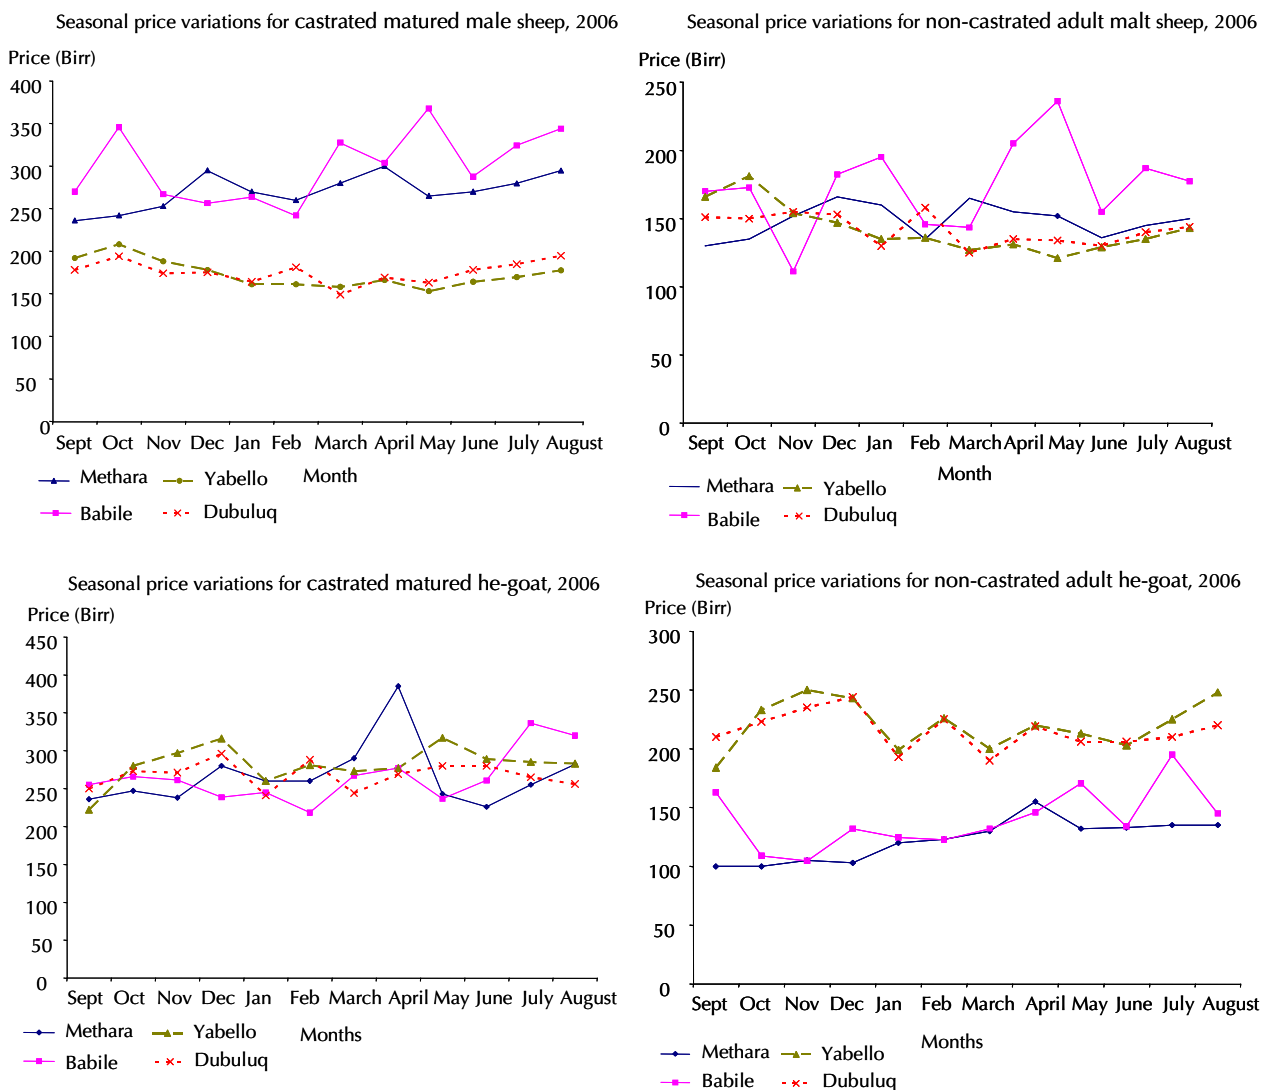 Seasonal price variations for castrated matured male sheep, 2006
Price (Birr)
400
350
300
250
200
150
100
50
0
Sept Oct Nov Dec Jan Feb March April May June July August
Month
Methara Yabello
Babile Dubuluq
Seasonal price variations for non-castrated adult malt sheep, 2006
Price (Birr)
250
200
150
100
50
0
Sept Oct Nov Dec Jan Feb March April May June July August
Month
Methara Yabello
Babile Dubuluq
Seasonal price variations for castrated matured he-goat, 2006
Price (Birr)
450
400
350
300
250
200
150
100
50
0
Sept Oct Nov Dec Jan Feb March April May June July August
Months
Methara Yabello
Babile Dubuluq
Seasonal price variations for non-castrated adult he-goat, 2006
Price (Birr)
300
250
200
150
100
50
0
Sept Oct Nov Dec Jan Feb March April May June July August
Months
Methara Yabello
Babile Dubuluq